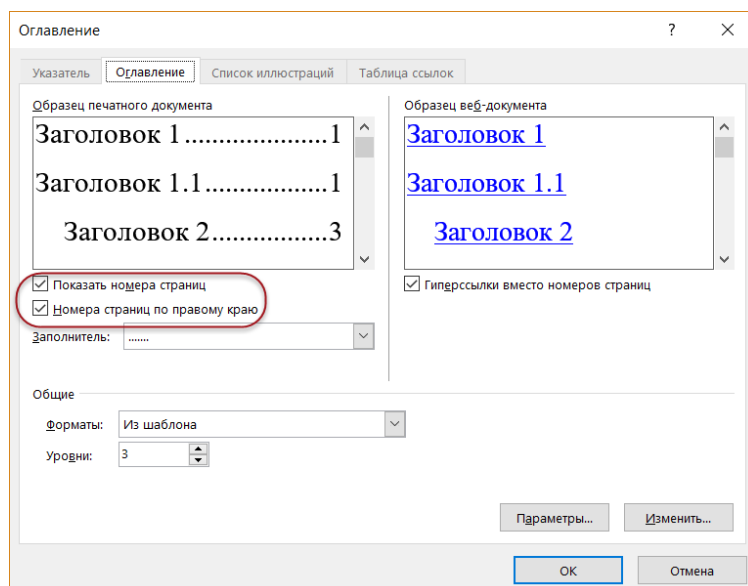 Оглавление
Указатель Оглавление Список иллюстраций Таблица ссылок
Образец печатного документа
Заголовок 1.....................1
Заголовок 1.1..................1
Заголовок 2.................3
Образец веб-документа
Заголовок 1
Заголовок 1.1
Заголовок 2
Показать номера страниц
Номера страниц по правому краю
Заполнитель: .......
Гиперссылки вместо номеров страниц
Общие
Форматы: Из шаблона
Уровни: 3
Параметры... Изменить...
ОК Отмена